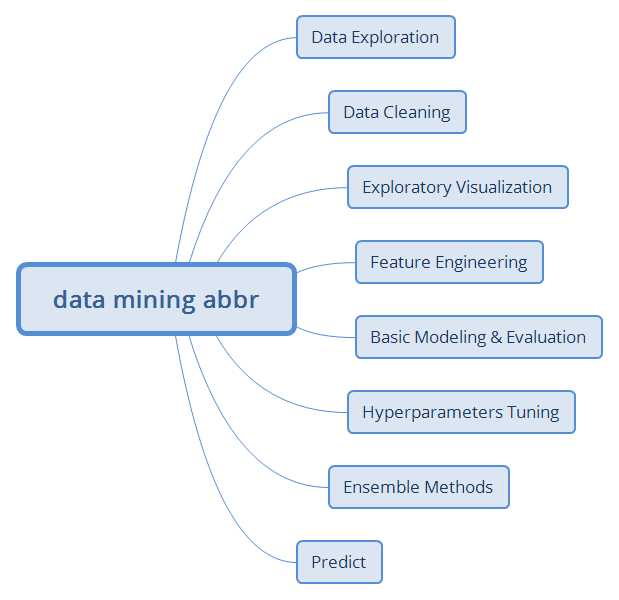 Data Exploration
Data Cleaning
Exploratory Visualization
Feature Engineering
data mining abbr
Basic Modeling & Evaluation
Hyperparameters Tuning
Ensemble Methods
Predict